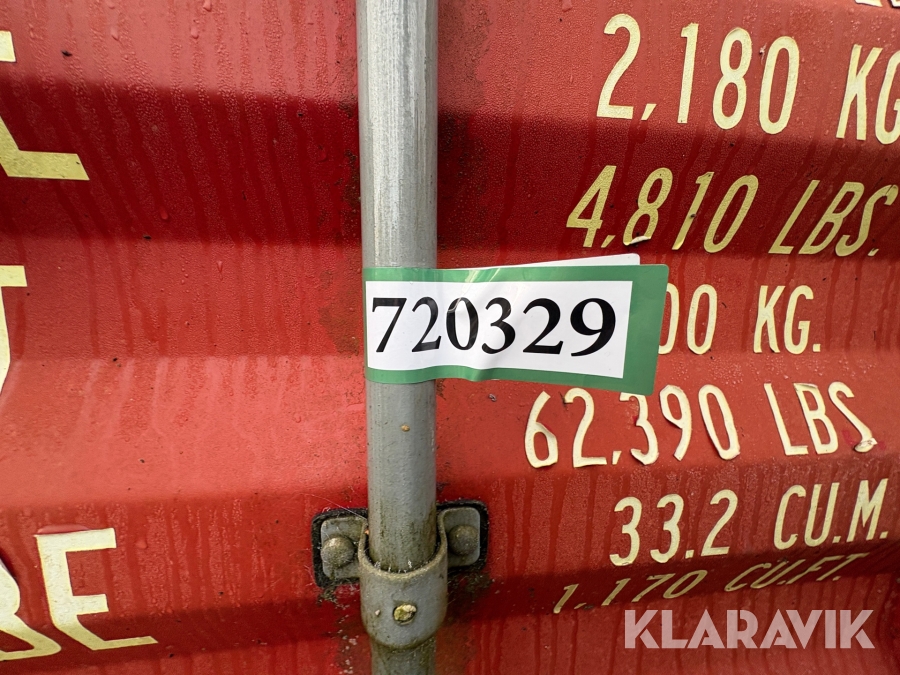 2,180 KG
4,810 LBS.
720329
00 KG.
62,390 LBS.
33.2 CU.M.
BE
1,170 CU.FT.
KLARAVIK